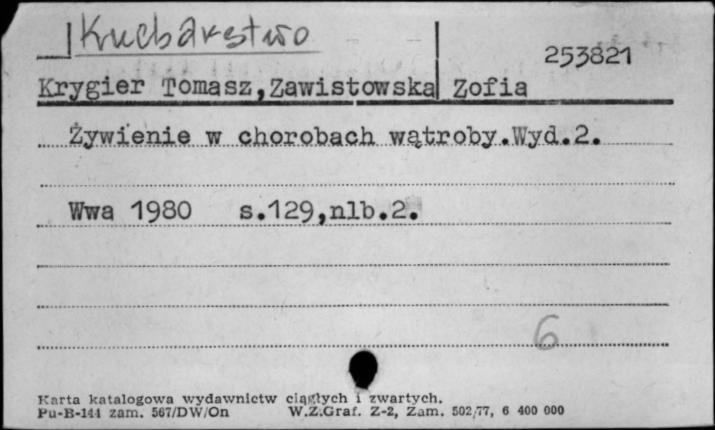 Kucharstwo
253821
Krygier Tomasz,Zawistowska Zofia
Żywienie w chorobach wątroby.Wyd.2.
Wwa 1980 s.129,nlb.2.
6
Karta katalogowa wydawnictw ciągłych i zwartych.
Pu-B-144 zam. 567/DW/On W.Z.Graf. Z-2, Zam. 502/77, 6 400 000